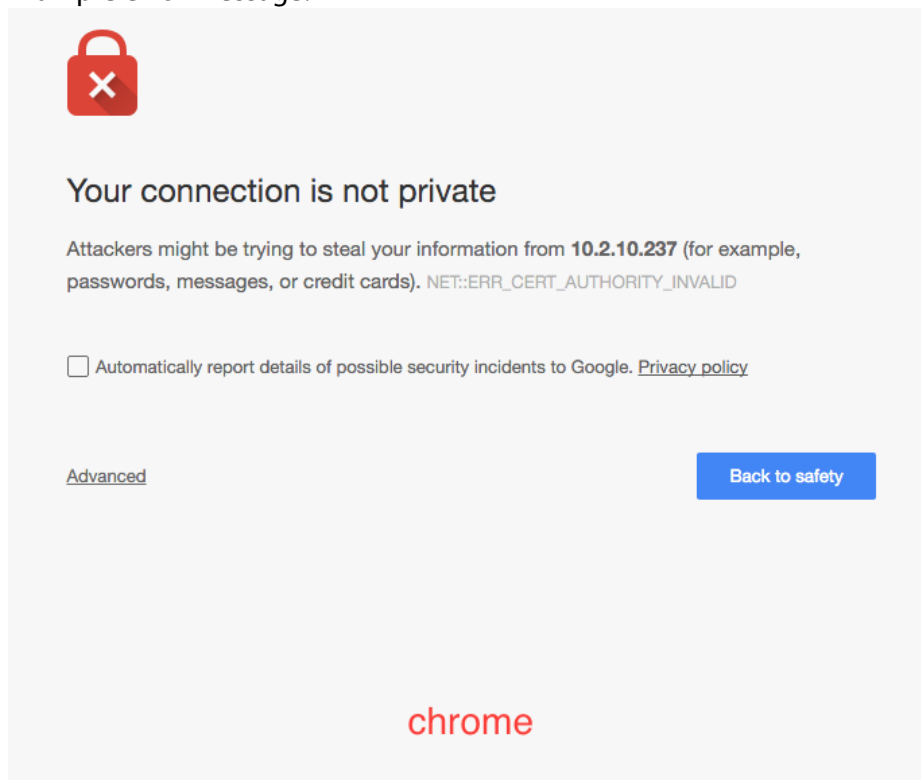 Your connection is not private
Attackers might be trying to steal your information from 10.2.10.237 (for example,
passwords, messages, or credit cards). NET::ERR_CERT_AUTHORITY_INVALID
Automatically report details of possible security incidents to Google. Privacy policy
Advanced
Back to safety
chrome